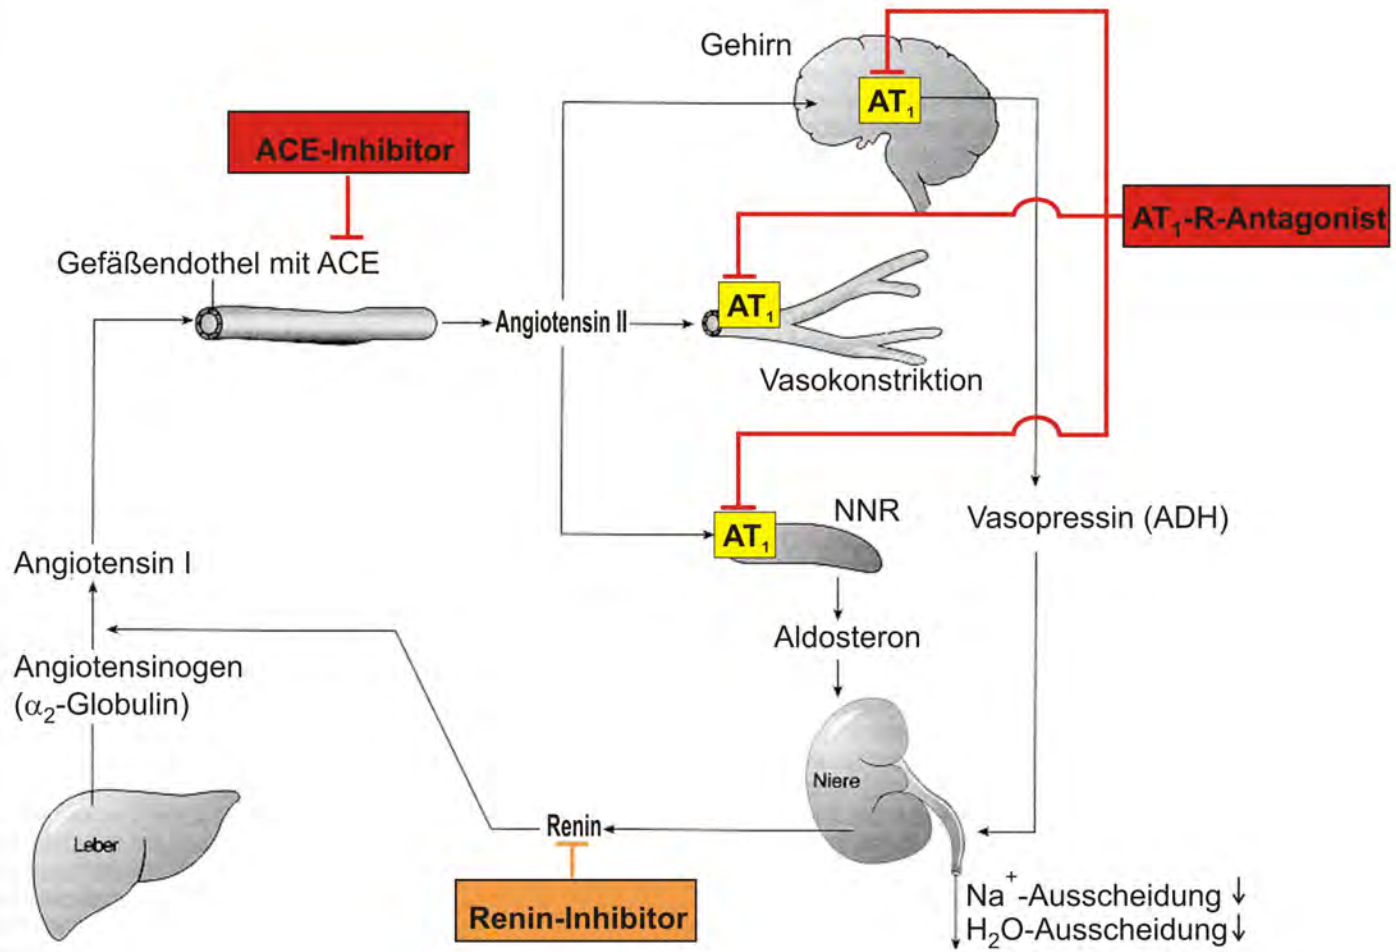 Gehirn
AT₁
ACE-Inhibitor
AT₁-R-Antagonist
Gefäßendothel mit ACE
AT₁
Angiotensin II
Vasokonstriktion
NNR
Vasopressin (ADH)
AT₁
Angiotensin I
Aldosteron
Angiotensinogen
(α₂-Globulin)
Niere
Leber
Renin
Na⁺-Ausscheidung ↓
H₂O-Ausscheidung ↓
Renin-Inhibitor